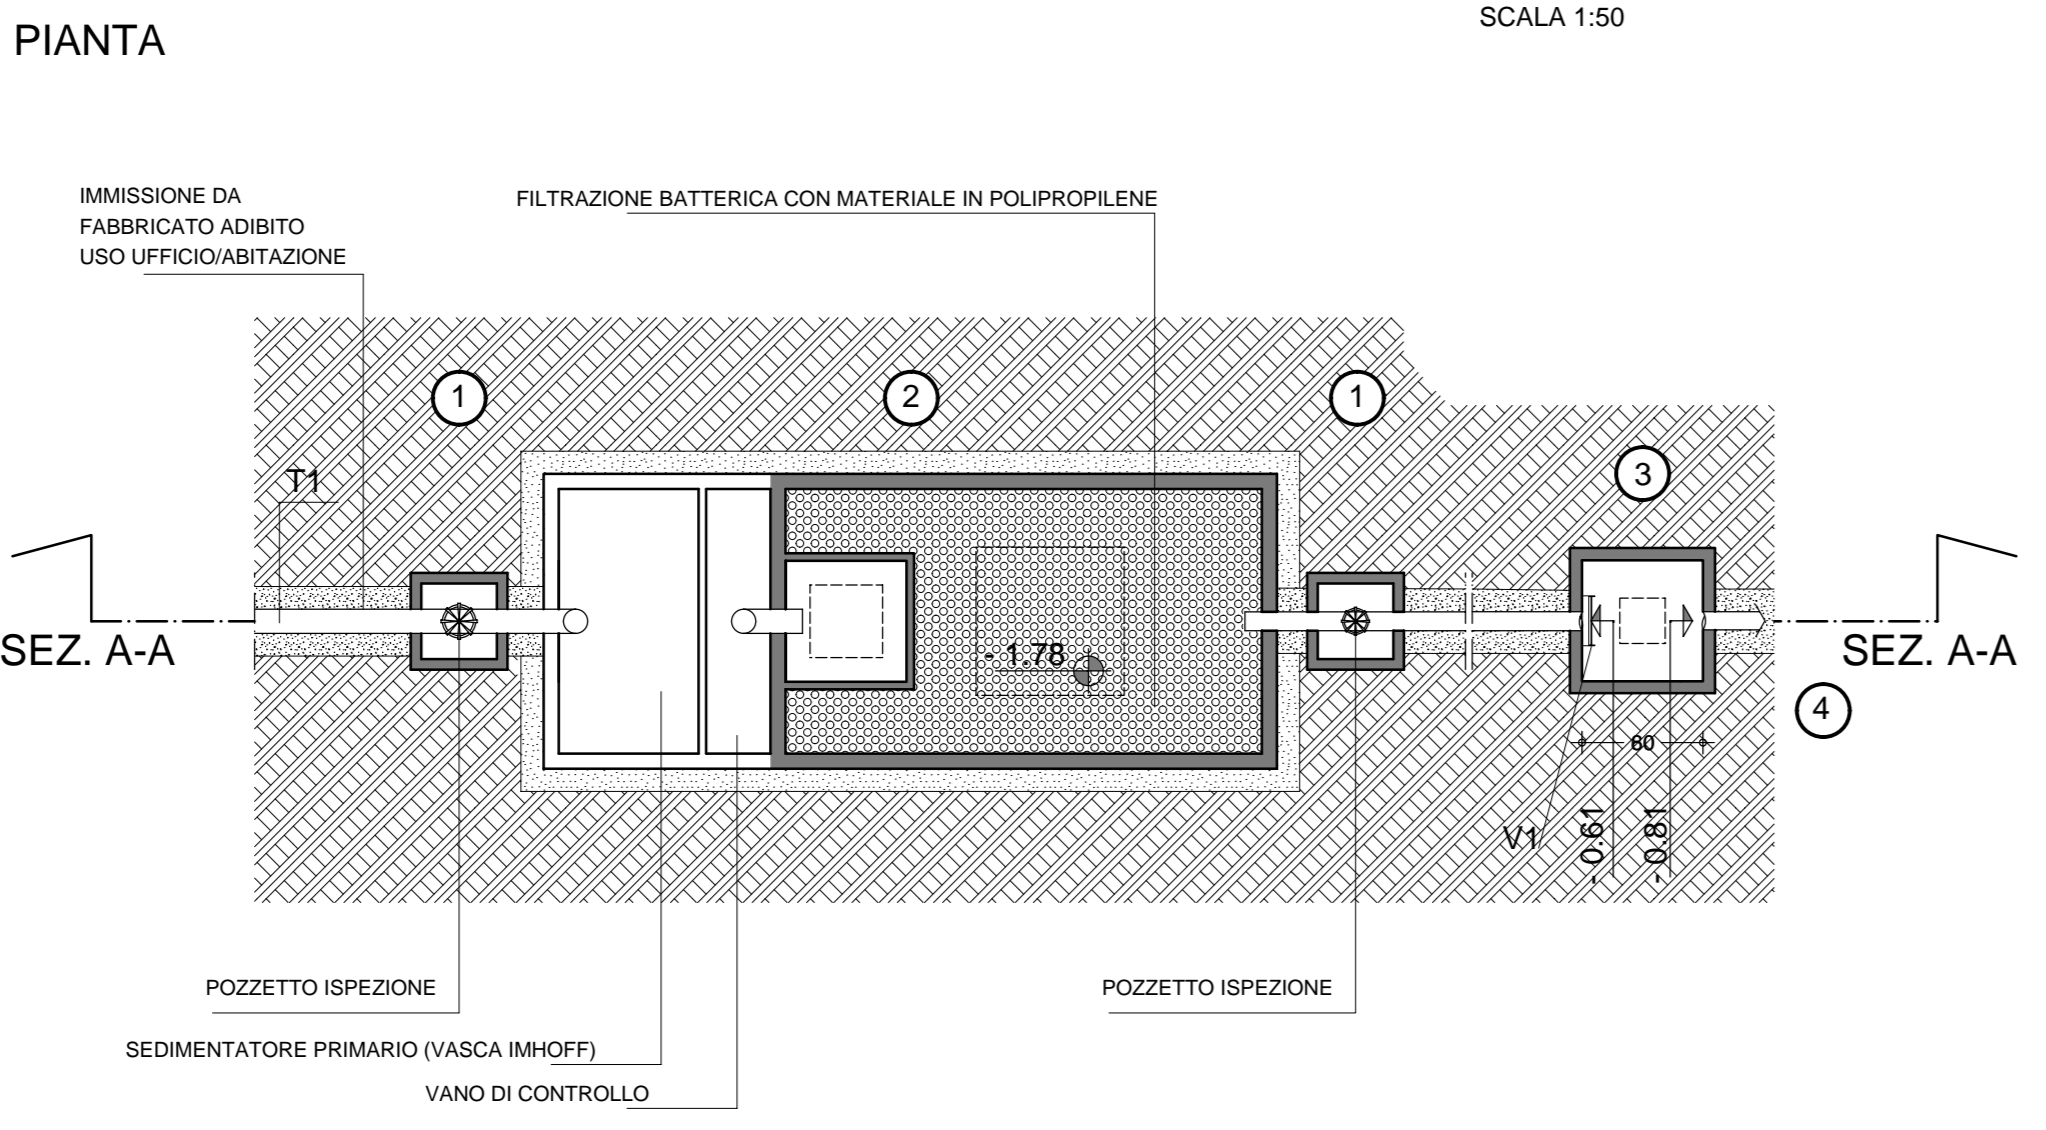 SCALA 1:50
PIANTA
IMMISSIONE DA
FABBRICATO ADIBITO
USO UFFICIO/ABITAZIONE
FILTRAZIONE BATTERICA CON MATERIALE IN POLIPROPILENE
1
2
1
3
T1
SEZ. A-A
- 1.78
SEZ. A-A
4
80
V1
- 0.61
- 0.81
POZZETTO ISPEZIONE
POZZETTO ISPEZIONE
SEDIMENTATORE PRIMARIO (VASCA IMHOFF)
VANO DI CONTROLLO